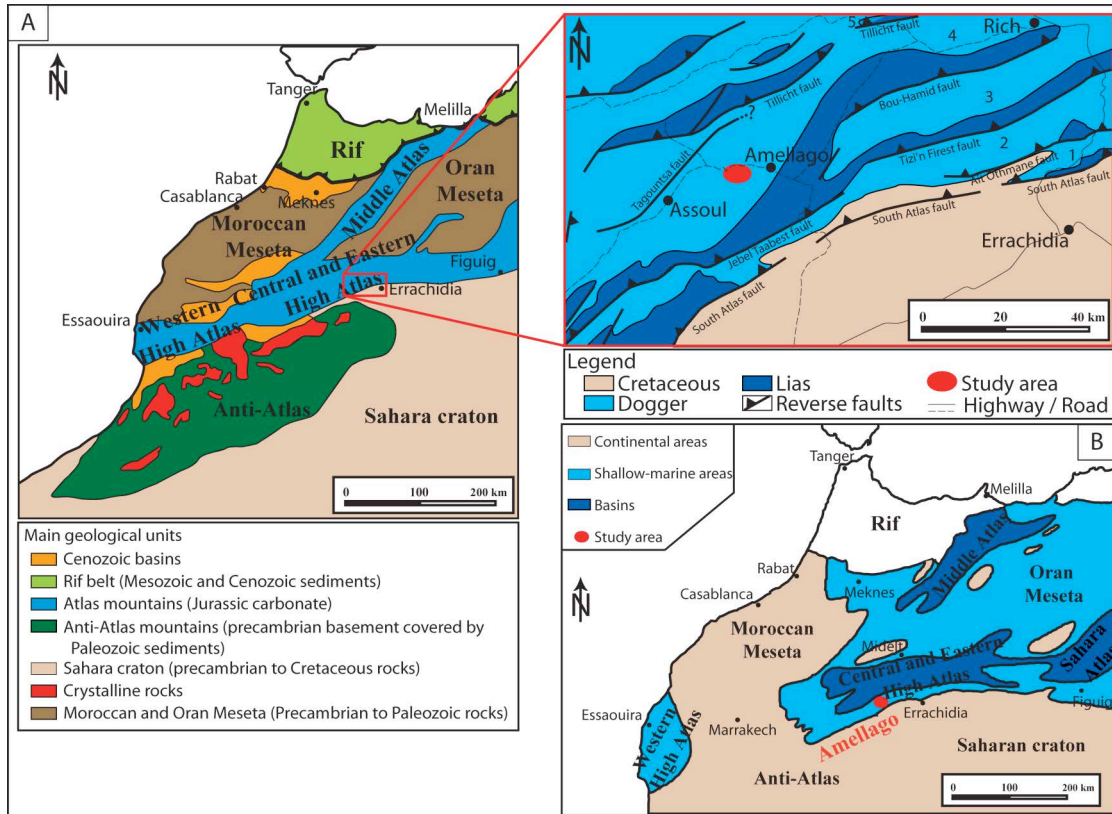 A
N
Tanger
Melilla
Rif
Rabat
Casablanca
Meknes
Middle Atlas
Oran
Meseta
Moroccan
Meseta
Figuig
Western
Central and Eastern
High Atlas
Errachidia
Essaouira
High Atlas
Anti-Atlas
Sahara craton
0 100 200 km
Main geological units
Cenozoic basins
Rif belt (Mesozoic and Cenozoic sediments)
Atlas mountains (Jurassic carbonate)
Anti-Atlas mountains (precambrian basement covered by
Paleozoic sediments)
Sahara craton (precambrian to Cretaceous rocks)
Crystalline rocks
Moroccan and Oran Meseta (Precambrian to Paleozoic rocks)
N
5
Tillicht fault
4
Rich
Tillicht fault
Bou-Hamid fault
3
...?
Tizi'n Firest fault
2
Amellago
Tagountsa fault
Ait Othmane fault
1
South Atlas fault
Assoul
South Atlas fault
Jebel Taabest fault
Errachidia
South Atlas fault
0 20 40 km
Legend
Cretaceous
Lias
Study area
Dogger
Reverse faults
Highway / Road
B
Continental areas
Shallow-marine areas
Basins
Study area
N
Tanger
Melilla
Rif
Rabat
Casablanca
Meknes
Middle Atlas
Oran
Meseta
Moroccan
Meseta
Midelt
Central and Eastern
High Atlas
Sahara
Atlas
Figuig
Errachidia
Essaouira
Marrakech
Amellago
Western
High Atlas
Saharan craton
Anti-Atlas
0 100 200 km